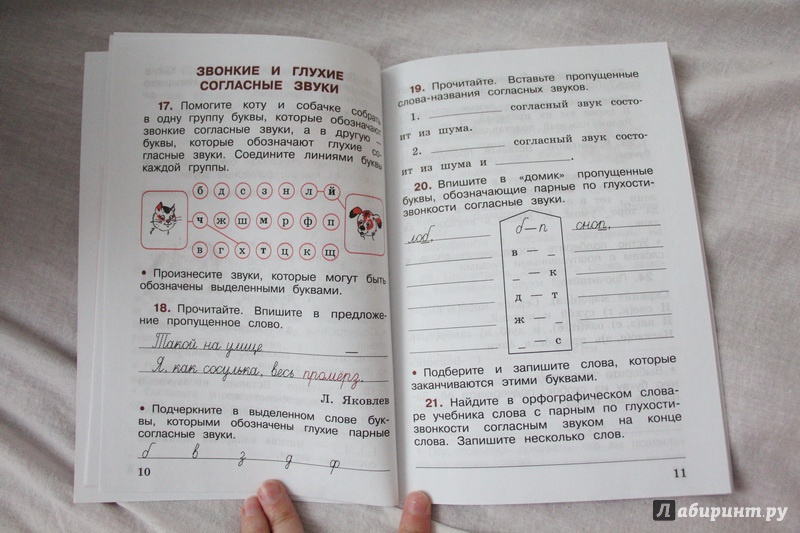 ЗВОНКИЕ И ГЛУХИЕ
СОГЛАСНЫЕ ЗВУКИ
17. Помогите коту и собачке собрать
в одну группу буквы, которые обозначают
звонкие согласные звуки, а в другую —
буквы, которые обозначают глухие со-
гласные звуки. Соедините линиями буквы
каждой группы.
б д с з н л й
ч ж ш м р ф п
в г х т ц к щ
• Произнесите звуки, которые могут быть
обозначены выделенными буквами.
18. Прочитайте. Впишите в предложе-
ние пропущенное слово.
Такой на улице —
Я, как сосулька, весь промерз.
Л. Яковлев
• Подчеркните в выделенном слове бук-
вы, которыми обозначены глухие парные
согласные звуки.
б в з д ф
10
19. Прочитайте. Вставьте пропущенные
слова-названия согласных звуков.
1. согласный звук состо-
ит из шума.
2. согласный звук состо-
ит из шума и .
20. Впишите в «домик» пропущенные
буквы, обозначающие парные по глухости-
звонкости согласные звуки.
лоб, б—п сноп,
в — _
_ — к
д — т
ж — _
_ — с
• Подберите и запишите слова, которые
заканчиваются этими буквами.
21. Найдите в орфографическом слова-
ре учебника слова с парным по глухости-
звонкости согласным звуком на конце
слова. Запишите несколько слов.
11
Лабиринт.ру